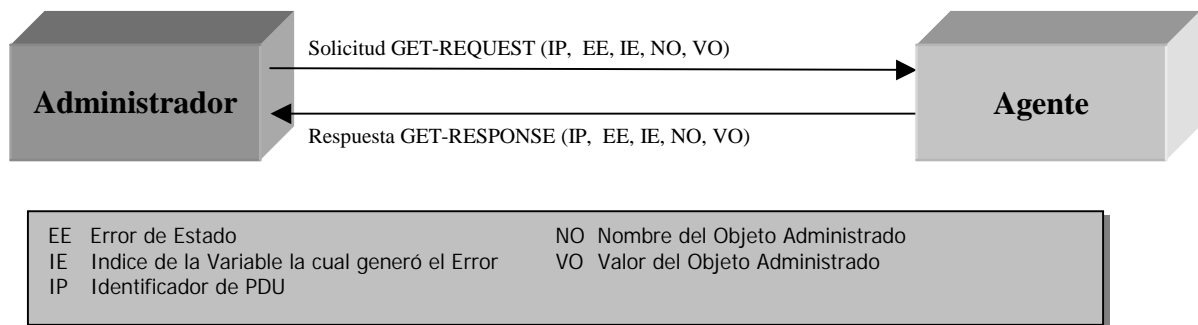 Solicitud GET-REQUEST (IP, EE, IE, NO, VO)
Administrador
Agente
Respuesta GET-RESPONSE (IP, EE, IE, NO, VO)
EE Error de Estado
NO Nombre del Objeto Administrado
IE Indice de la Variable la cual generó el Error
VO Valor del Objeto Administrado
IP Identificador de PDU